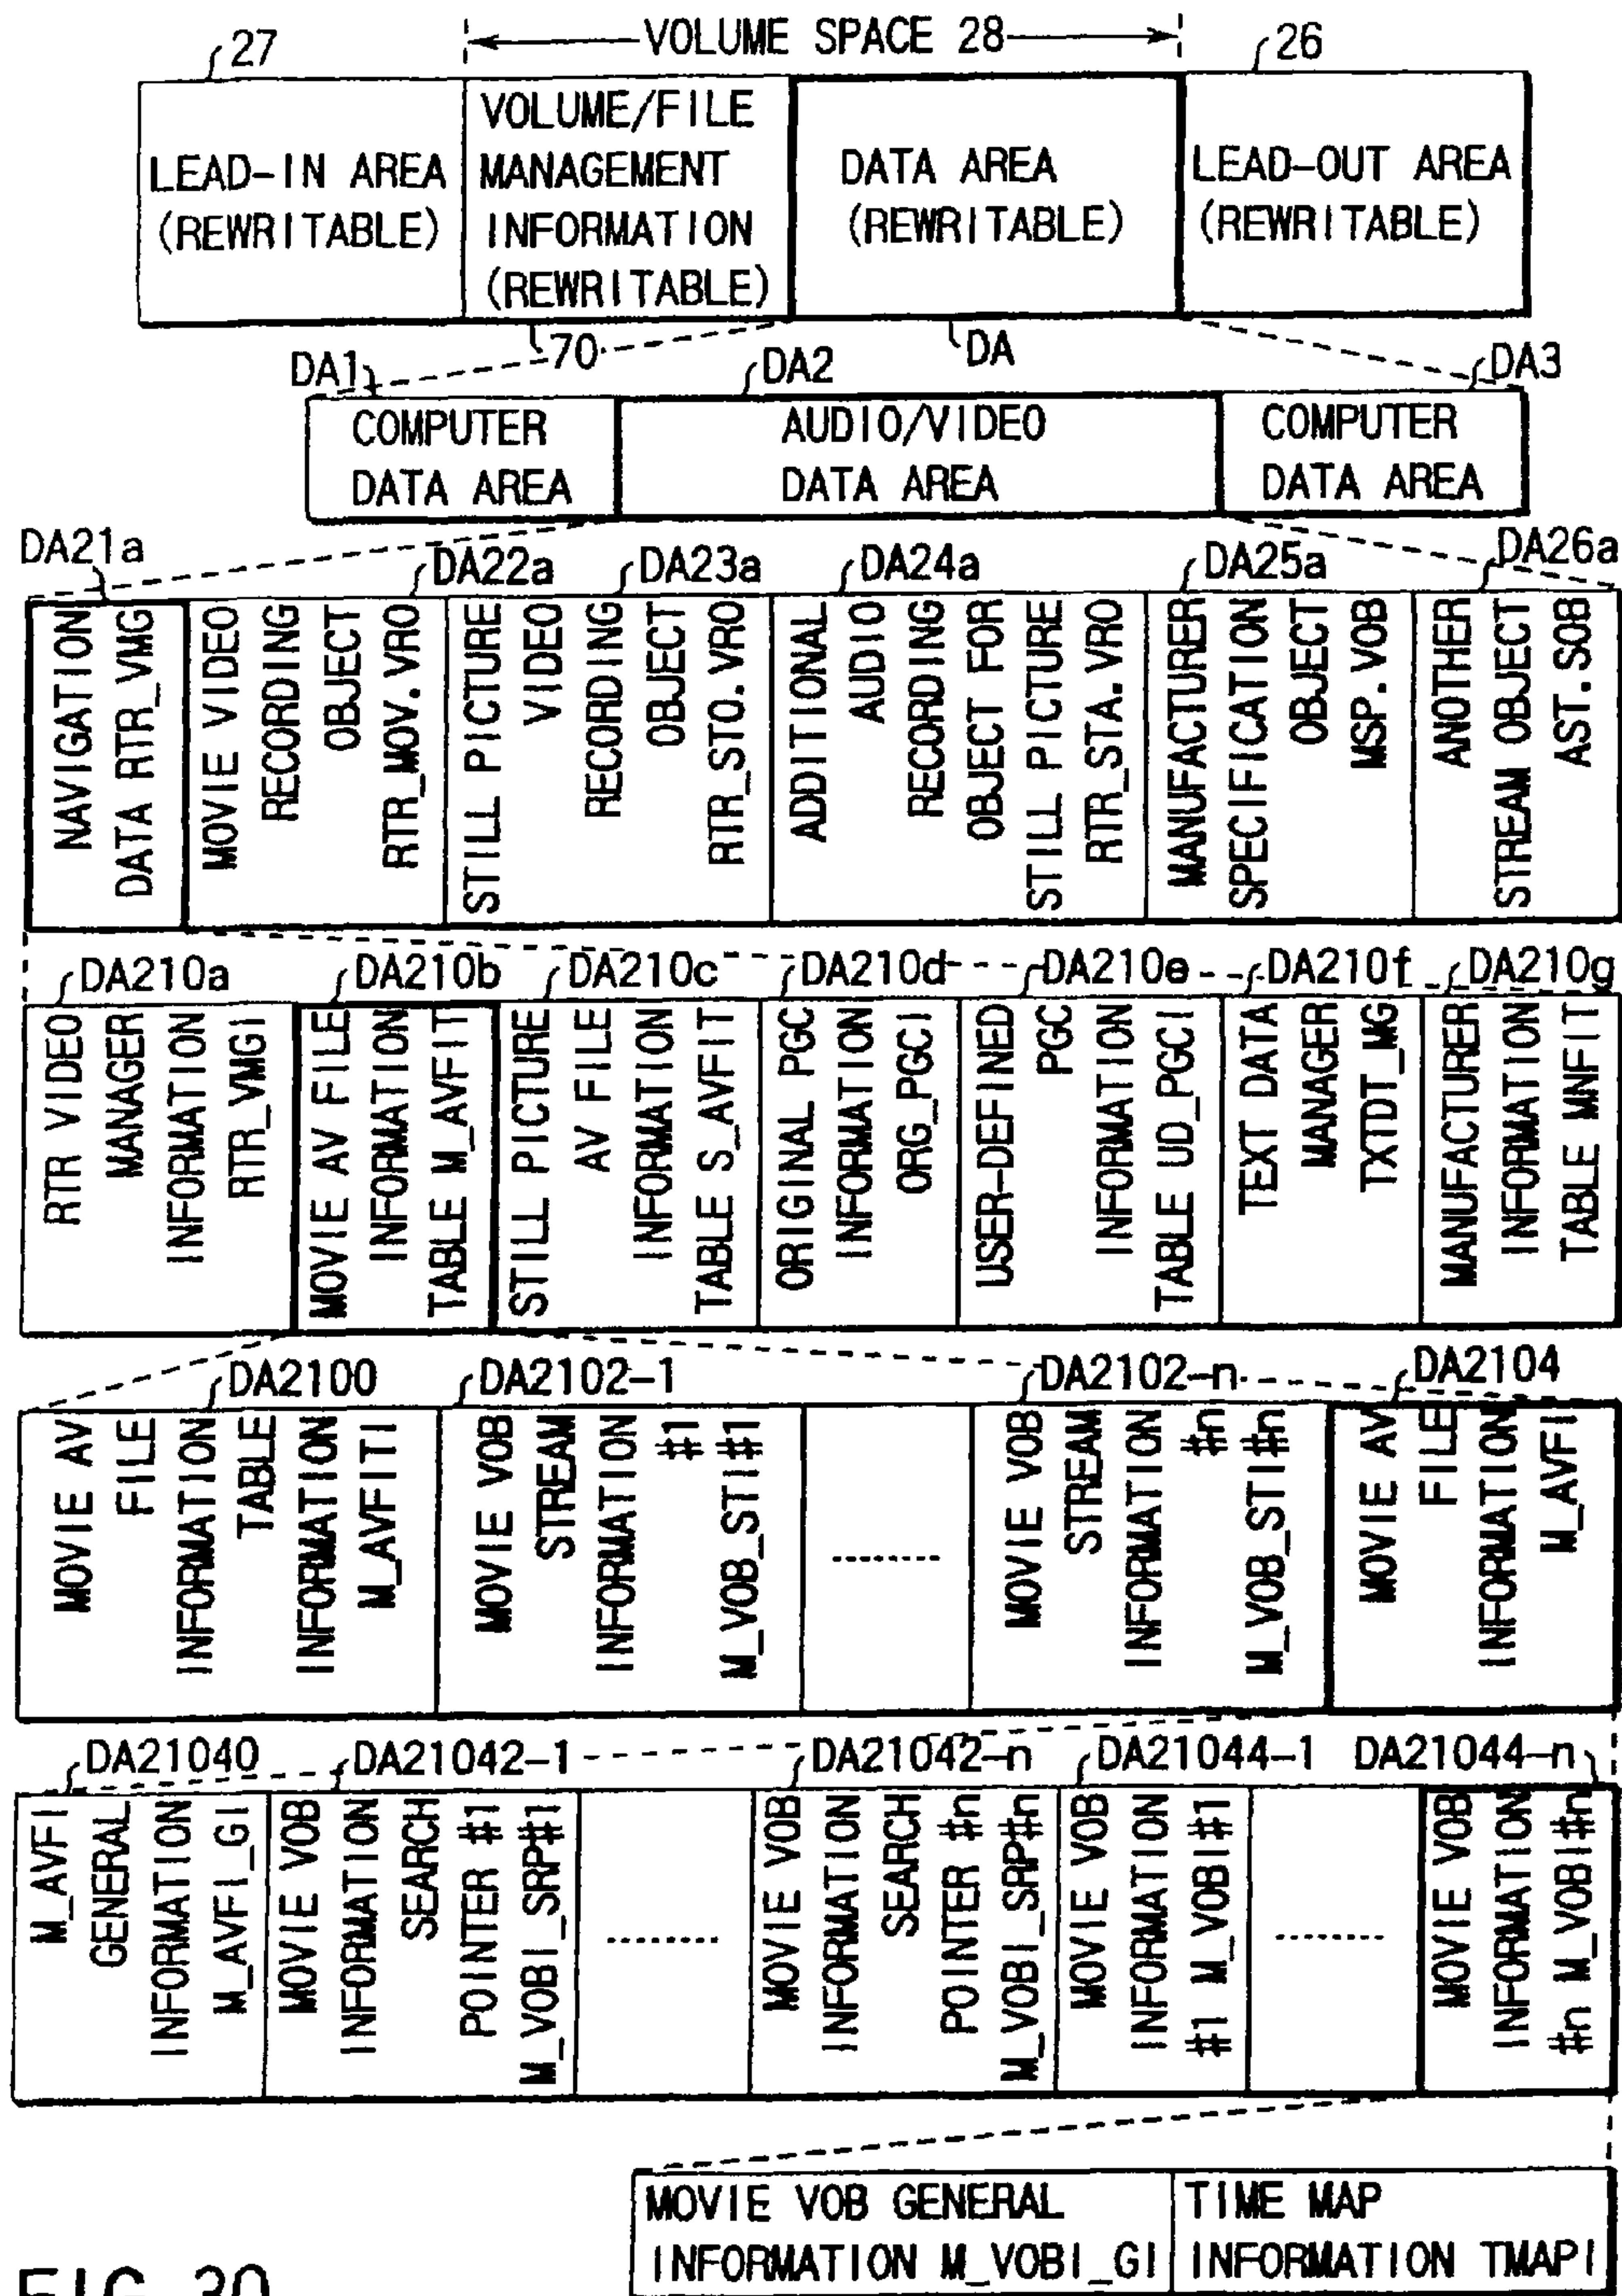 27
VOLUME SPACE 28
26
LEAD-IN AREA
(REWRITABLE)
VOLUME/FILE
MANAGEMENT
INFORMATION
(REWRITABLE)
DATA AREA
(REWRITABLE)
LEAD-OUT AREA
(REWRITABLE)
70
DA
DA1
DA2
DA3
COMPUTER
DATA AREA
AUDIO/VIDEO
DATA AREA
COMPUTER
DATA AREA
DA21a
DA22a
DA23a
DA24a
DA25a
DA26a
NAVIGATION
DATA RTR_VMG
MOVIE VIDEO
RECORDING
OBJECT
RTR_MOV.VRO
STILL PICTURE
VIDEO
RECORDING
OBJECT
RTR_STO.VRO
ADDITIONAL
AUDIO
RECORDING
OBJECT FOR
STILL PICTURE
RTR_STA.VRO
MANUFACTURER
SPECIFICATION
OBJECT
MSP.VOB
ANOTHER
STREAM OBJECT
AST.SOB
DA210a
DA210b
DA210c
DA210d
DA210e
DA210f
DA210g
RTR VIDEO
MANAGER
INFORMATION
RTR_VMGI
MOVIE AV FILE
INFORMATION
TABLE M_AVFIT
STILL PICTURE
AV FILE
INFORMATION
TABLE S_AVFIT
ORIGINAL PGC
INFORMATION
ORG_PGCI
USER-DEFINED
PGC
INFORMATION
TABLE UD_PGCI
TEXT DATA
MANAGER
TXTDT_MG
MANUFACTURER
INFORMATION
TABLE MNFIT
DA2100
DA2102-1
DA2102-n
DA2104
MOVIE AV
FILE
INFORMATION
TABLE
INFORMATION
M_AVFITI
MOVIE VOB
STREAM
INFORMATION
#1
M_VOB_STI#1
MOVIE VOB
STREAM
INFORMATION
#n
M_VOB_STI#n
MOVIE AV
FILE
INFORMATION
M_AVFI
DA21040
DA21042-1
DA21042-n
DA21044-1
DA21044-n
M_AVFI
GENERAL
INFORMATION
M_AVFI_GI
MOVIE VOB
INFORMATION
SEARCH
POINTER #1
M_VOBI_SRP#1
MOVIE VOB
INFORMATION
SEARCH
POINTER #n
M_VOBI_SRP#n
MOVIE VOB
INFORMATION
#1 M_VOBI#1
MOVIE VOB
INFORMATION
#n M_VOBI#n
MOVIE VOB GENERAL
INFORMATION M_VOBI_GI
TIME MAP
INFORMATION TMAPI